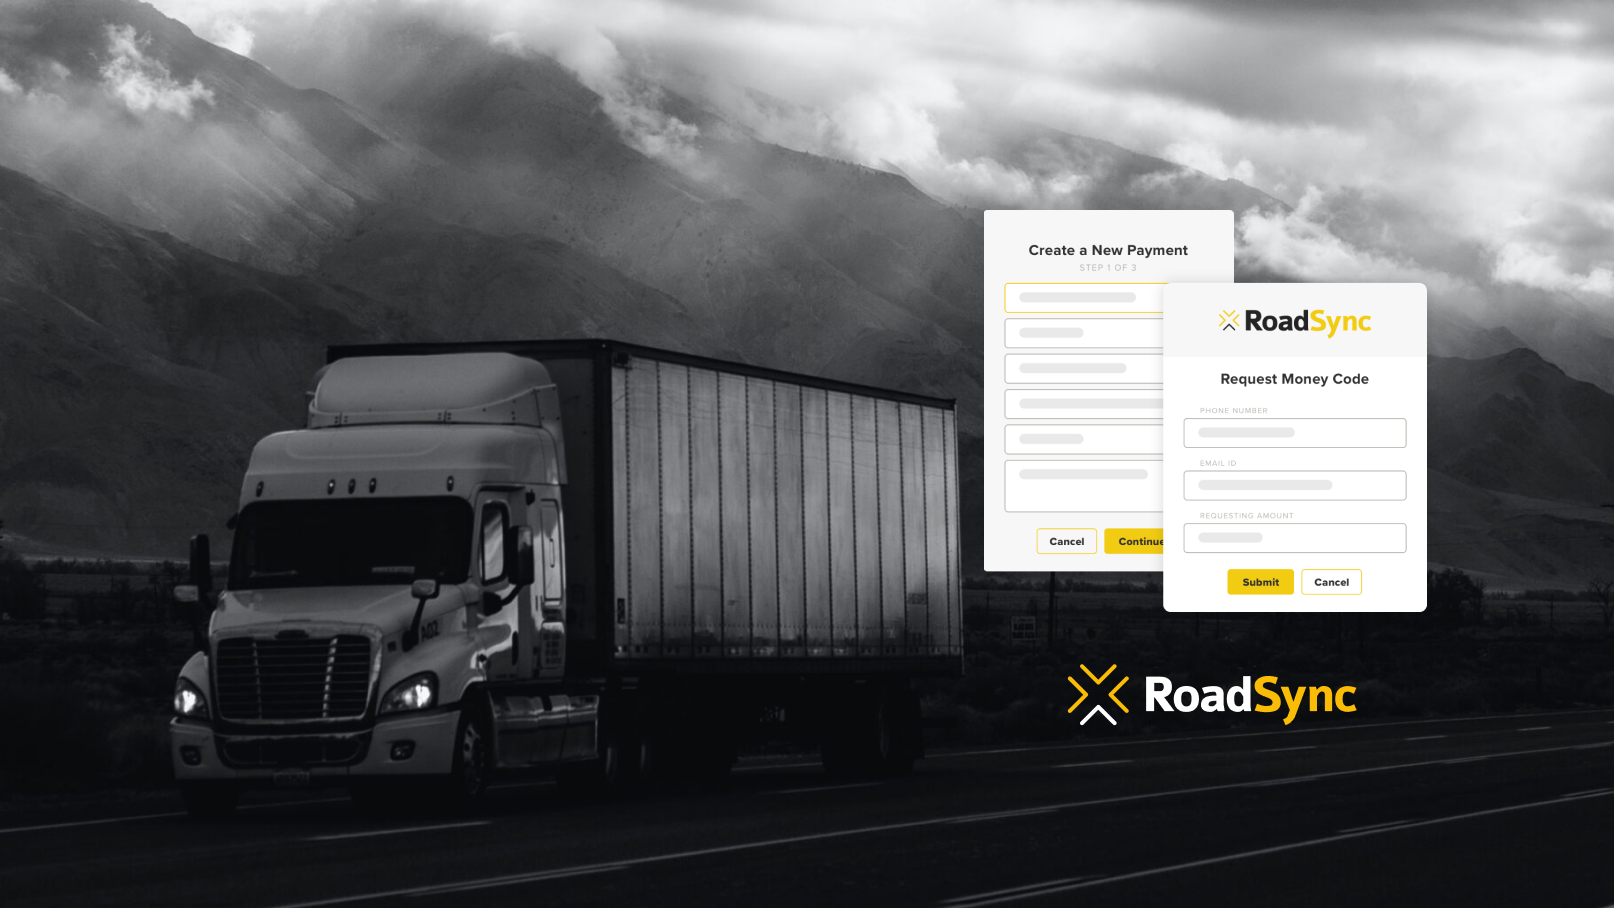 Create a New Payment
STEP 1 OF 3
Cancel
Continue
RoadSync
Request Money Code
PHONE NUMBER
EMAIL ID
REQUESTING AMOUNT
Submit
Cancel
RoadSync